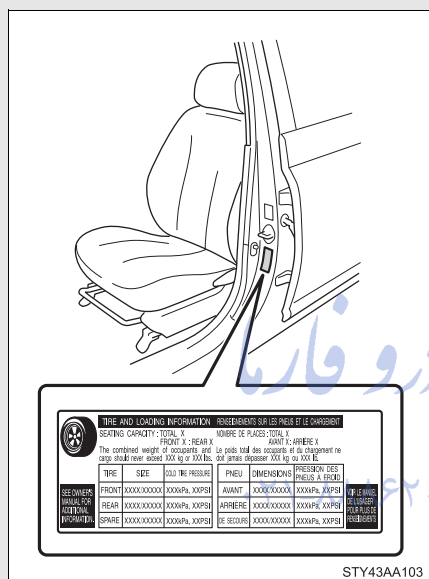 TIRE AND LOADING INFORMATION RENSEIGNEMENTS SUR LES PNEUS ET LE CHARGEMENT
SEATING CAPACITY : TOTAL X
FRONT X : REAR X
The combined weight of occupants and
cargo should never exceed XXX kg or XXX lbs.
NOMBRE DE PLACES : TOTAL X
AVANT X : ARRIÈRE X
Le poids total des occupants et du chargement ne
doit jamais dépasser XXX kg ou XXX lb.
SEE OWNER'S
MANUAL FOR
ADDITIONAL
INFORMATION.
TIRE SIZE COLD TIRE PRESSURE
FRONT XXXX/XXXXX XXXkPa, XXPSI
REAR XXXX/XXXXX XXXkPa, XXPSI
SPARE XXXX/XXXXX XXXkPa, XXPSI
PNEU DIMENSIONS PRESSION DES
PNEUS À FROID
AVANT XXXX/XXXXX XXXkPa, XXPSI
ARRIÈRE XXXX/XXXXX XXXkPa, XXPSI
DE SECOURS XXXX/XXXXX XXXkPa, XXPSI
VOIR LE MANUEL
DE L'USAGER
POUR PLUS DE
RENSEIGNEMENTS
STY43AA103